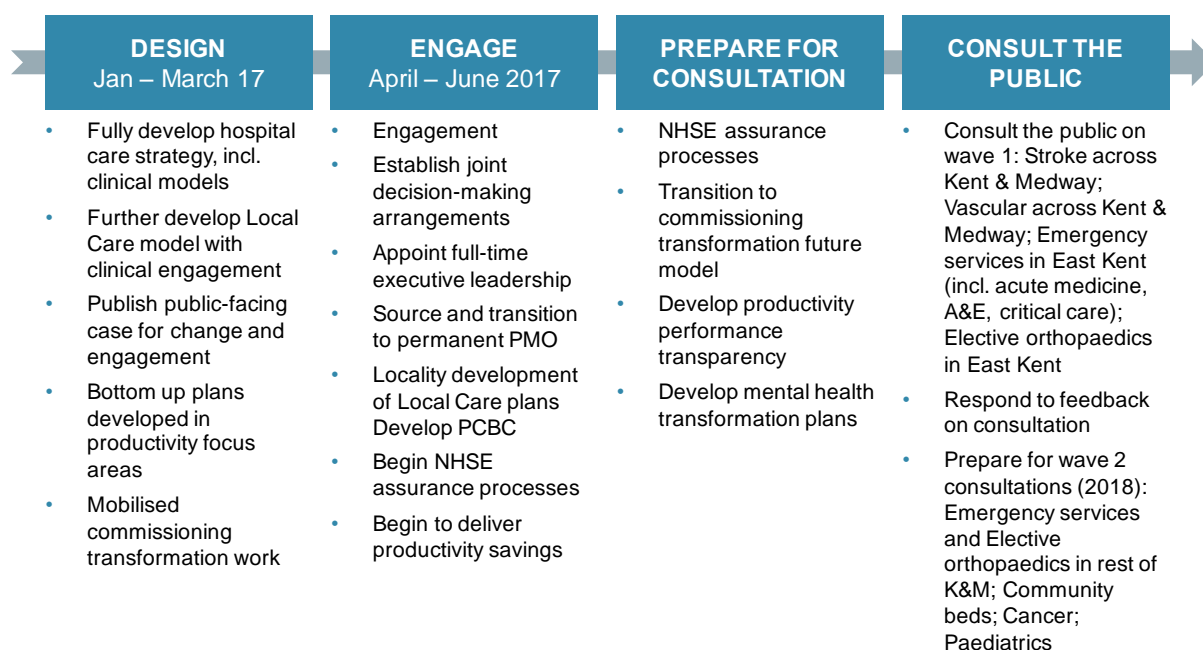 DESIGN
Jan – March 17
• Fully develop hospital
care strategy, incl.
clinical models
• Further develop Local
Care model with
clinical engagement
• Publish public-facing
case for change and
engagement
• Bottom up plans
developed in
productivity focus
areas
• Mobilised
commissioning
transformation work
ENGAGE
April – June 2017
• Engagement
• Establish joint
decision-making
arrangements
• Appoint full-time
executive leadership
• Source and transition
to permanent PMO
• Locality development
of Local Care plans
Develop PCBC
• Begin NHSE
assurance processes
• Begin to deliver
productivity savings
PREPARE FOR
CONSULTATION
• NHSE assurance
processes
• Transition to
commissioning
transformation future
model
• Develop productivity
performance
transparency
• Develop mental health
transformation plans
CONSULT THE
PUBLIC
• Consult the public on
wave 1: Stroke across
Kent & Medway;
Vascular across Kent &
Medway; Emergency
services in East Kent
(incl. acute medicine,
A&E, critical care);
Elective orthopaedics
in East Kent
• Respond to feedback
on consultation
• Prepare for wave 2
consultations (2018):
Emergency services
and Elective
orthopaedics in rest of
K&M; Community
beds; Cancer;
Paediatrics